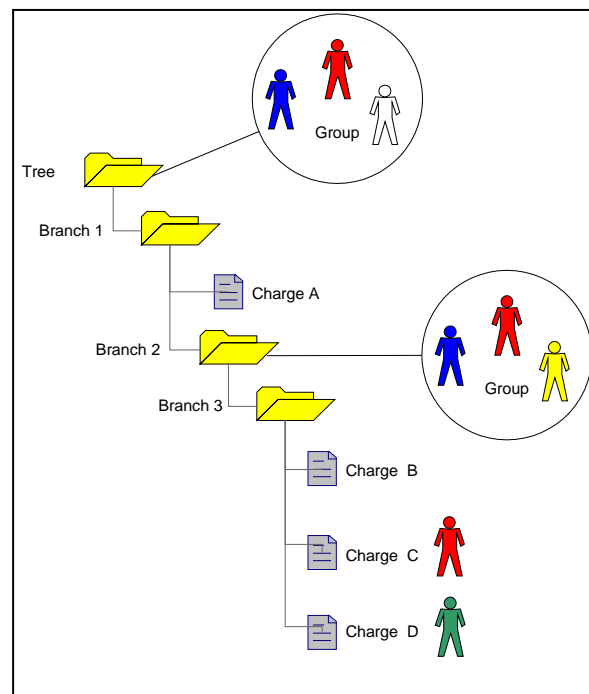 Group
Tree
Branch 1
Charge A
Branch 2
Group
Branch 3
Charge B
Charge C
Charge D